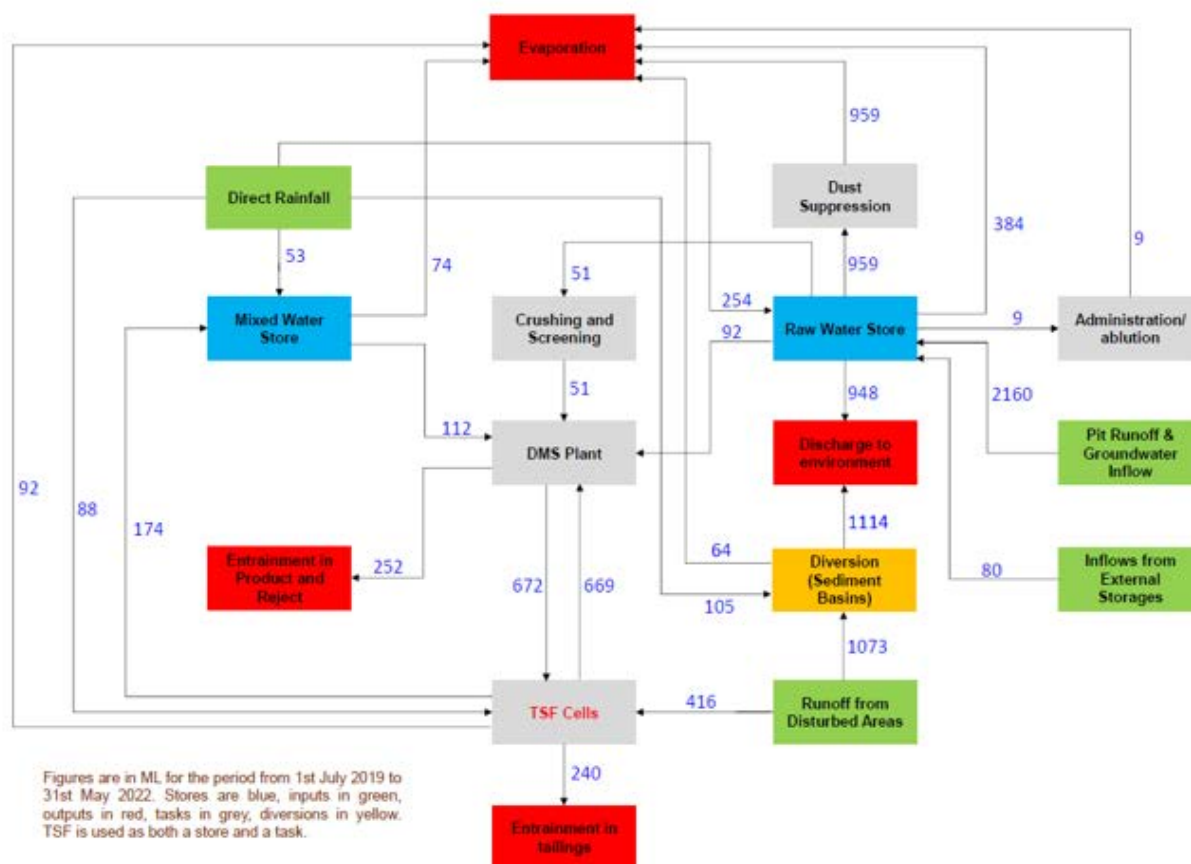 Evaporation
959
Direct Rainfall
Dust
Suppression
384
9
53
74
51
959
254
Mixed Water
Store
Crushing and
Screening
92
Raw Water Store
9
Administration/
ablution
51
948
2160
112
DMS Plant
Discharge to
environment
Pit Runoff &
Groundwater
Inflow
92
88
174
1114
Entrainment in
Product and
Reject
252
64
Diversion
(Sediment
Basins)
80
Inflows from
External
Storages
672
669
105
1073
TSF Cells
416
Runoff from
Disturbed Areas
240
Figures are in ML for the period from 1st July 2019 to
31st May 2022. Stores are blue, inputs in green,
outputs in red, tasks in grey, diversions in yellow.
TSF is used as both a store and a task.
Entrainment in
tailings